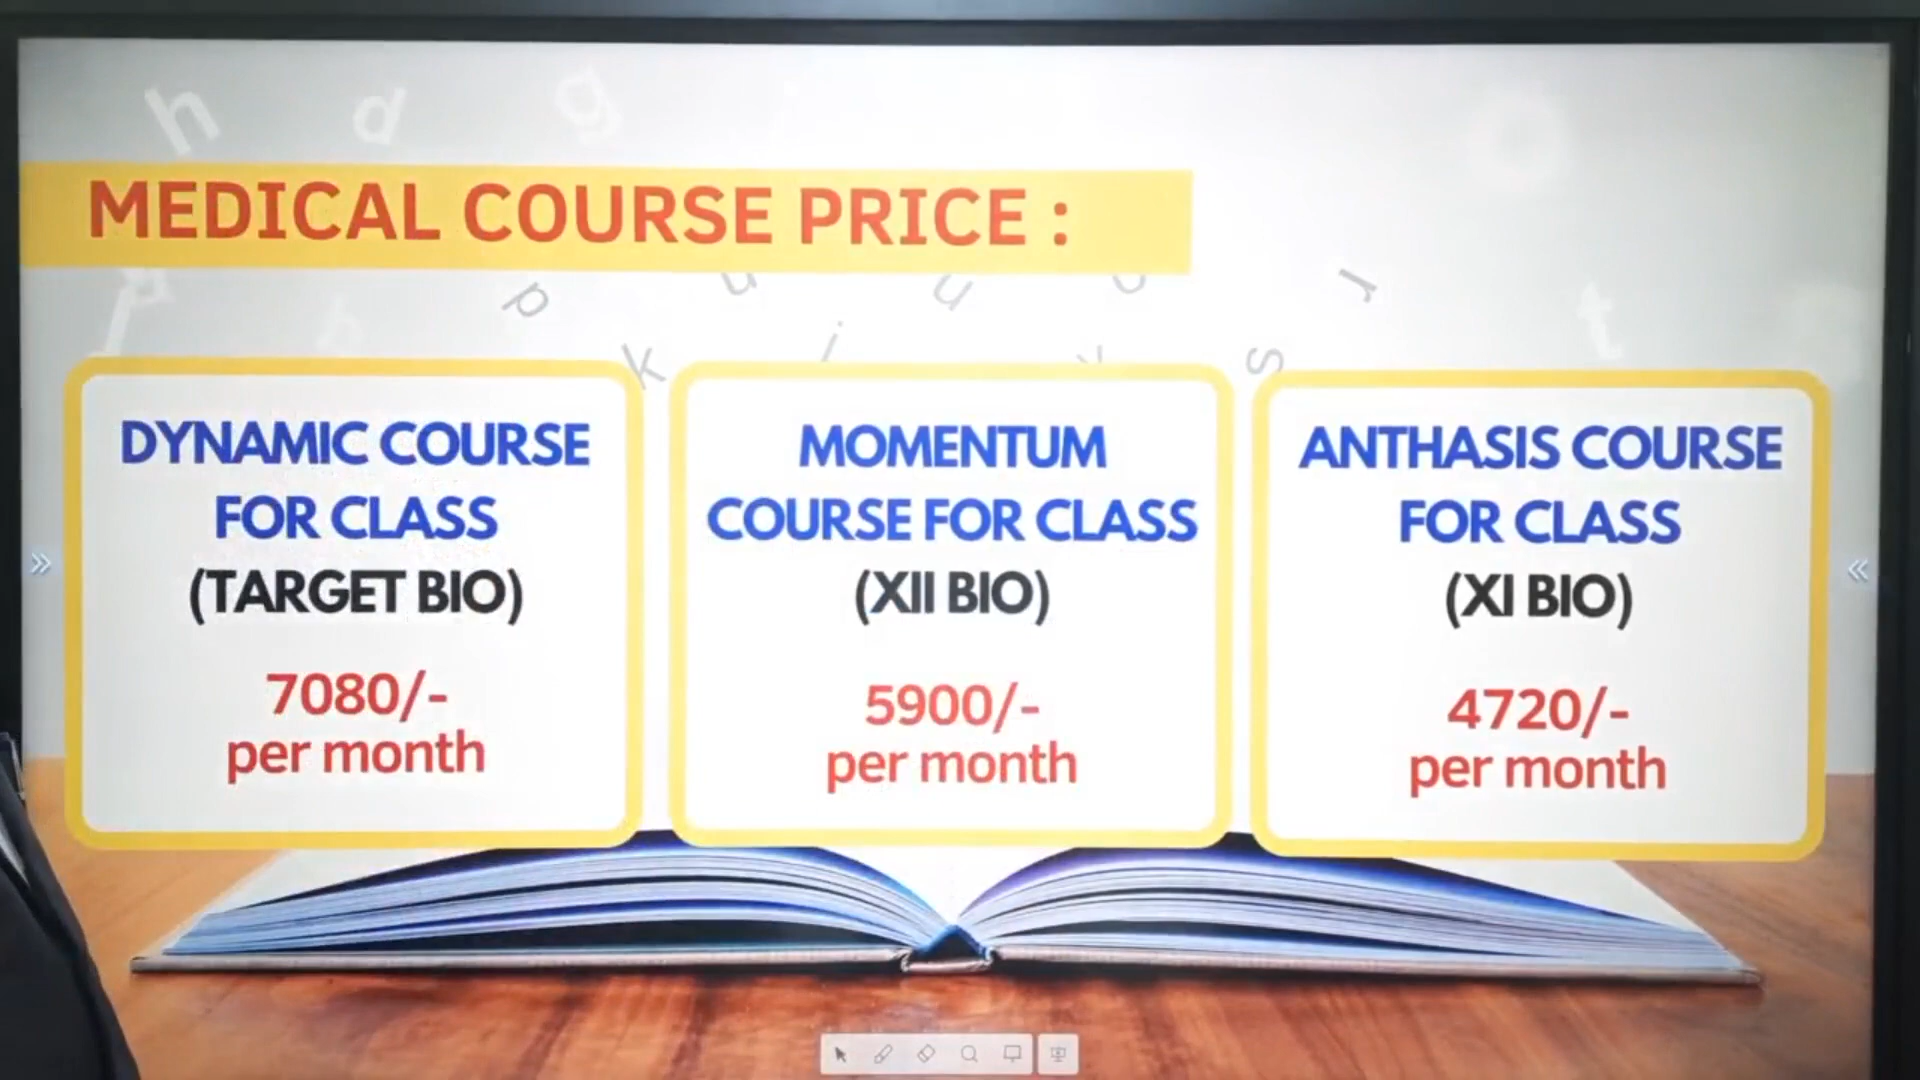 MEDICAL COURSE PRICE :
DYNAMIC COURSE
FOR CLASS
(TARGET BIO)
7080/-
per month
MOMENTUM
COURSE FOR CLASS
(XII BIO)
5900/-
per month
ANTHASIS COURSE
FOR CLASS
(XI BIO)
4720/-
per month